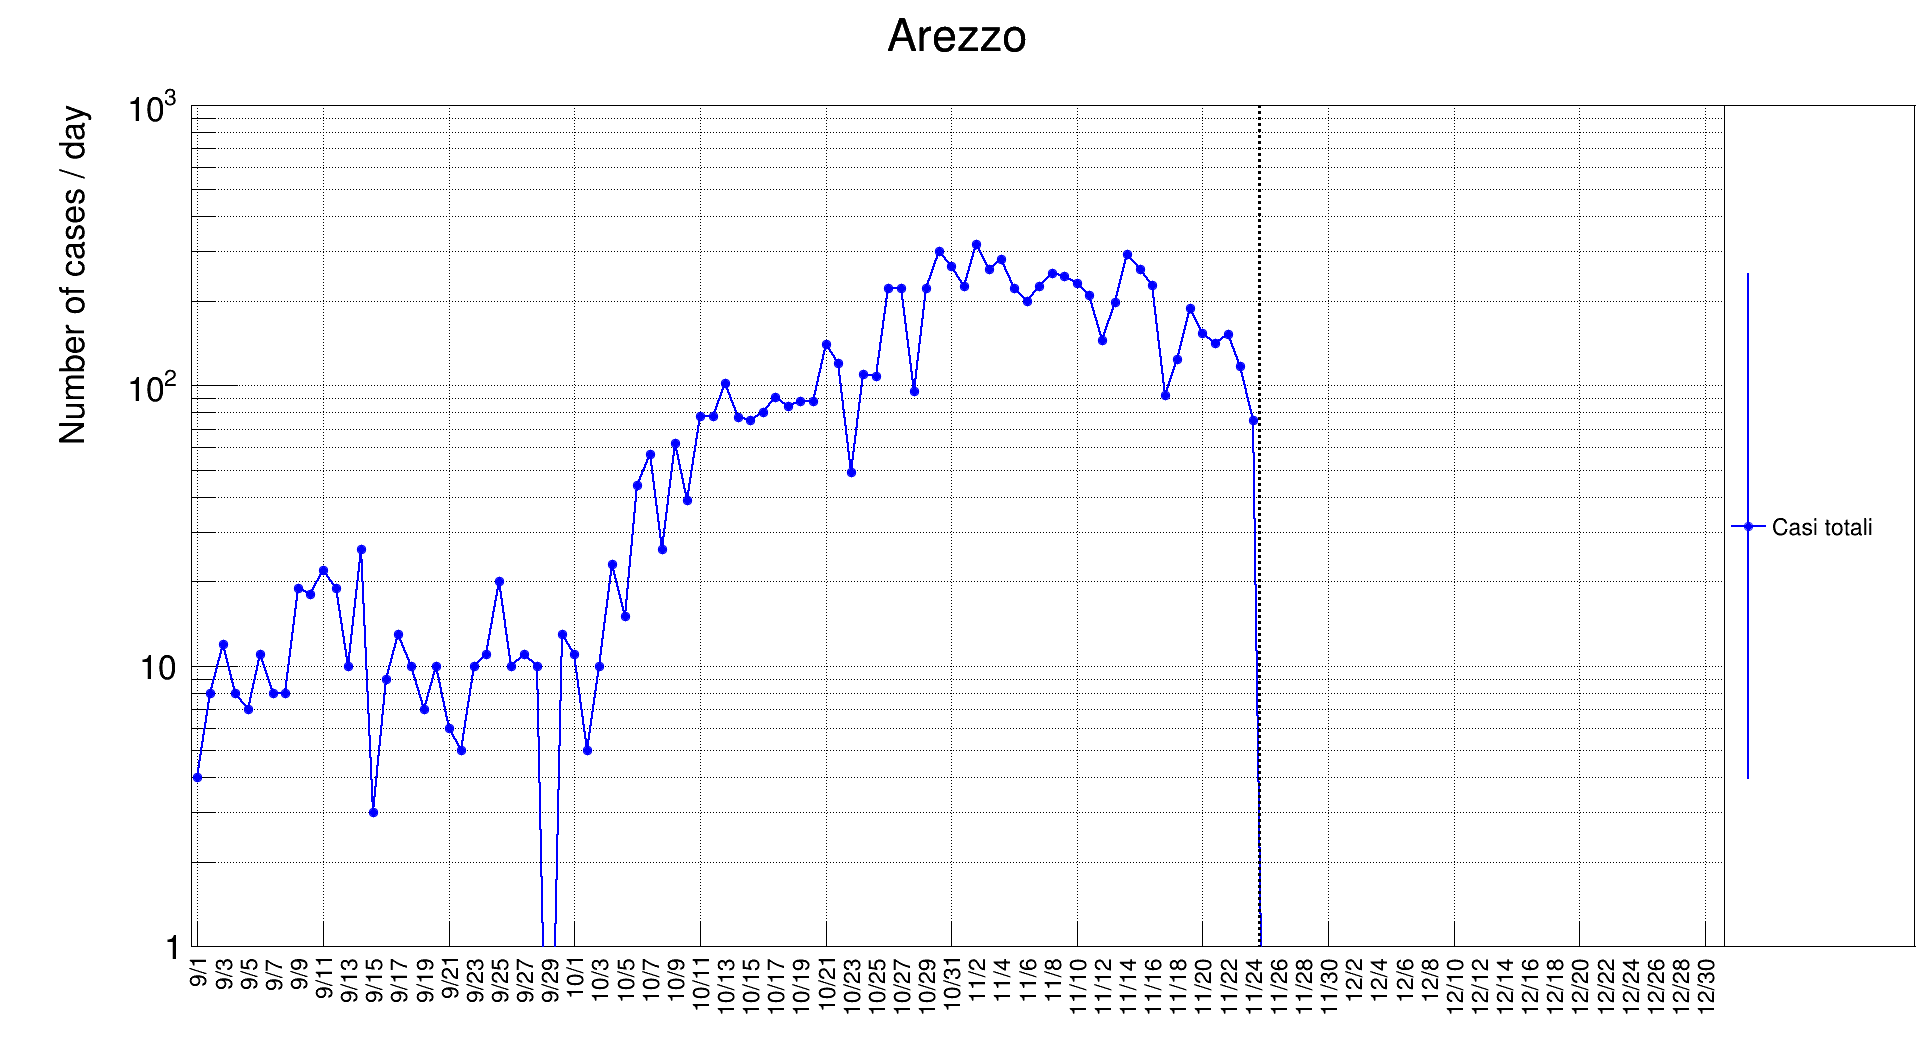 Arezzo
Number of cases / day
10³
10²
10
1
9/1 9/3 9/5 9/7 9/9 9/11 9/13 9/15 9/17 9/19 9/21 9/23 9/25 9/27 9/29 10/1 10/3 10/5 10/7 10/9 10/11 10/13 10/15 10/17 10/19 10/21 10/23 10/25 10/27 10/29 10/31 11/2 11/4 11/6 11/8 11/10 11/12 11/14 11/16 11/18 11/20 11/22 11/24 11/26 11/28 11/30 12/2 12/4 12/6 12/8 12/10 12/12 12/14 12/16 12/18 12/20 12/22 12/24 12/26 12/28 12/30
Casi totali